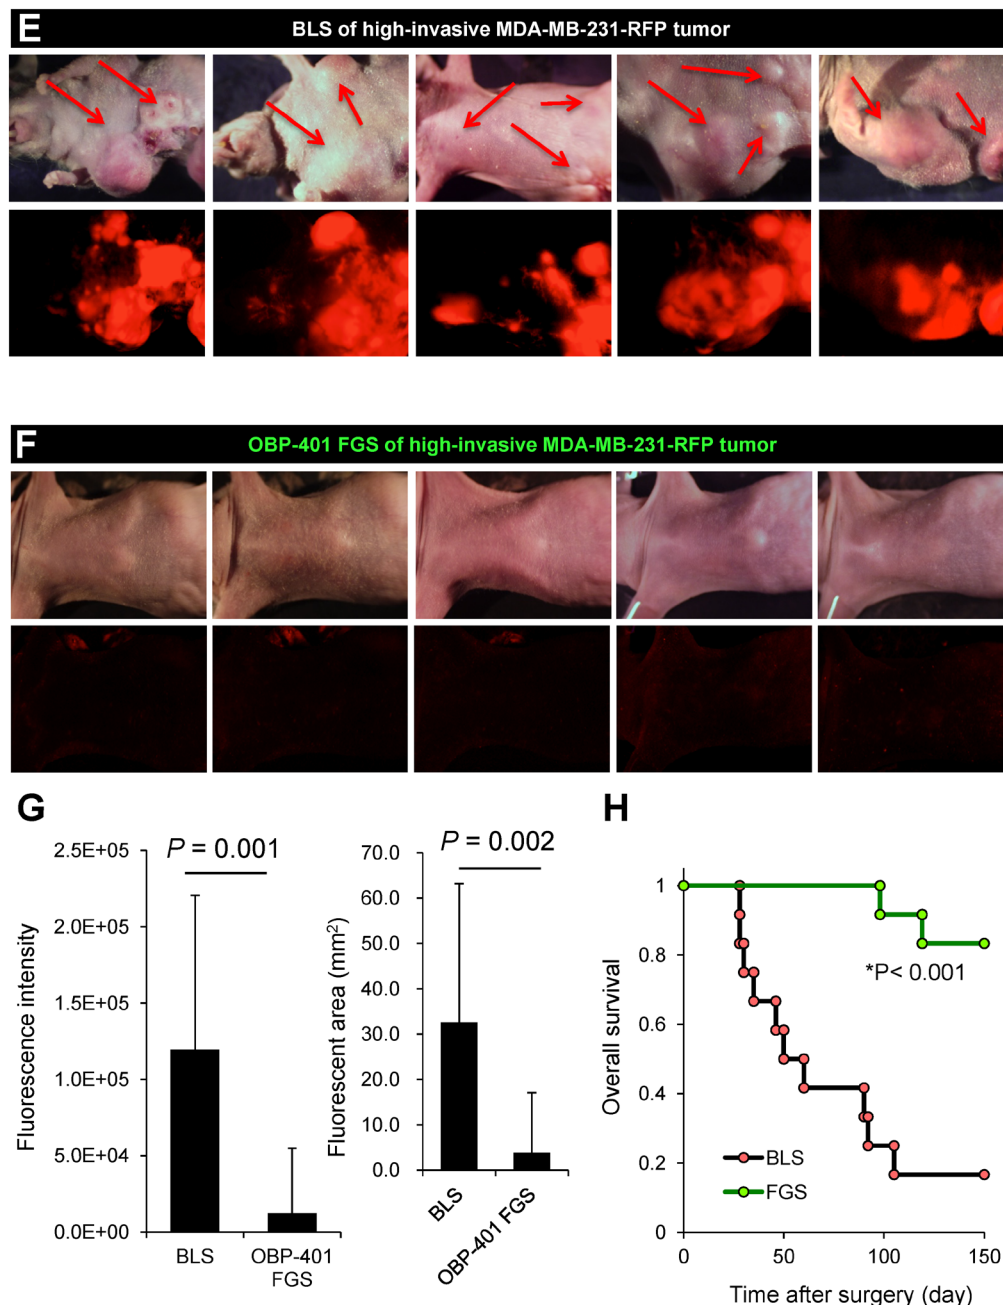 E
BLS of high-invasive MDA-MB-231-RFP tumor
F
OBP-401 FGS of high-invasive MDA-MB-231-RFP tumor
G
P = 0.001
2.5E+05
2.0E+05
1.5E+05
1.0E+05
5.0E+04
0.0E+00
Fluorescence intensity
BLS
OBP-401
FGS
P = 0.002
70.0
60.0
50.0
40.0
30.0
20.0
10.0
0.0
Fluorescent area (mm²)
BLS
OBP-401 FGS
H
1
0.8
0.6
0.4
0.2
0
Overall survival
*P< 0.001
BLS
FGS
0
50
100
150
Time after surgery (day)